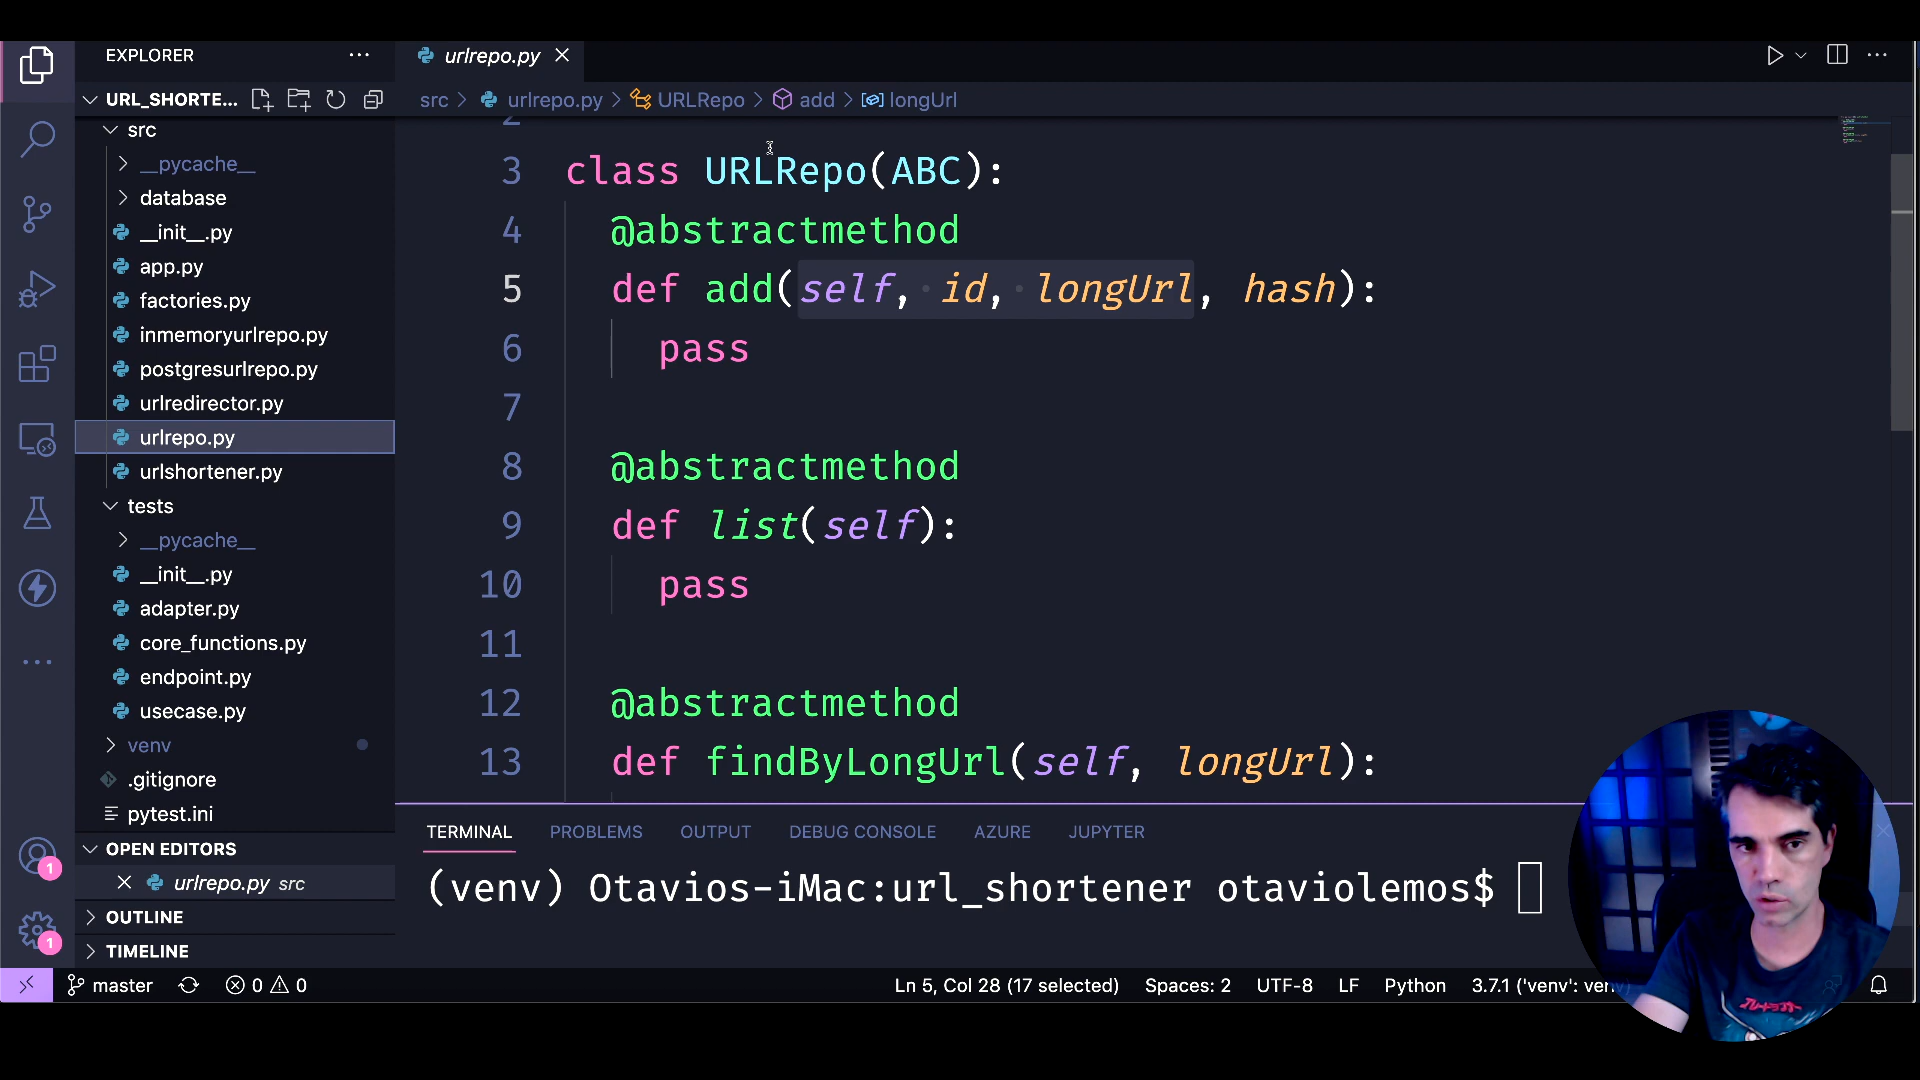 EXPLORER
URL_SHORTE...
src
__pycache__
database
__init__.py
app.py
factories.py
inmemoryurlrepo.py
postgresurlrepo.py
urlredirector.py
urlrepo.py
urlshortener.py
tests
__pycache__
__init__.py
adapter.py
core_functions.py
endpoint.py
usecase.py
venv
.gitignore
pytest.ini
OPEN EDITORS
urlrepo.py src
OUTLINE
TIMELINE
urlrepo.py
src > urlrepo.py > URLRepo > add > longUrl
2
3 class URLRepo(ABC):
4 @abstractmethod
5 def add(self, id, longUrl, hash):
6 pass
7
8 @abstractmethod
9 def list(self):
10 pass
11
12 @abstractmethod
13 def findByLongUrl(self, longUrl):
TERMINAL PROBLEMS OUTPUT DEBUG CONSOLE AZURE JUPYTER
(venv) Otavios-iMac:url_shortener otaviolemos$
1
1
master 0 0 Ln 5, Col 28 (17 selected) Spaces: 2 UTF-8 LF Python 3.7.1 ('venv': ven